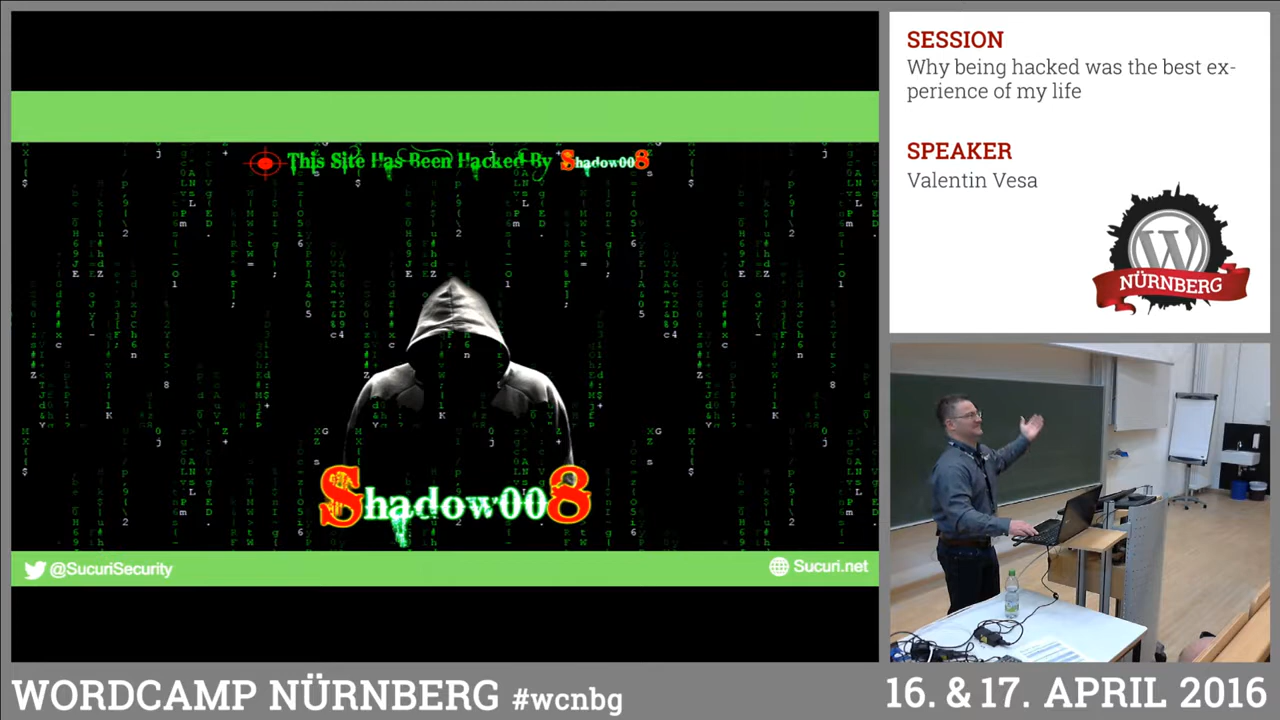 This Site Has Been Hacked By Shadow008
Shadow008
@SucuriSecurity
Sucuri.net
SESSION
Why being hacked was the best ex-
perience of my life
SPEAKER
Valentin Vesa
W
NÜRNBERG
WORDCAMP NÜRNBERG #wcnbg
16. & 17. APRIL 2016